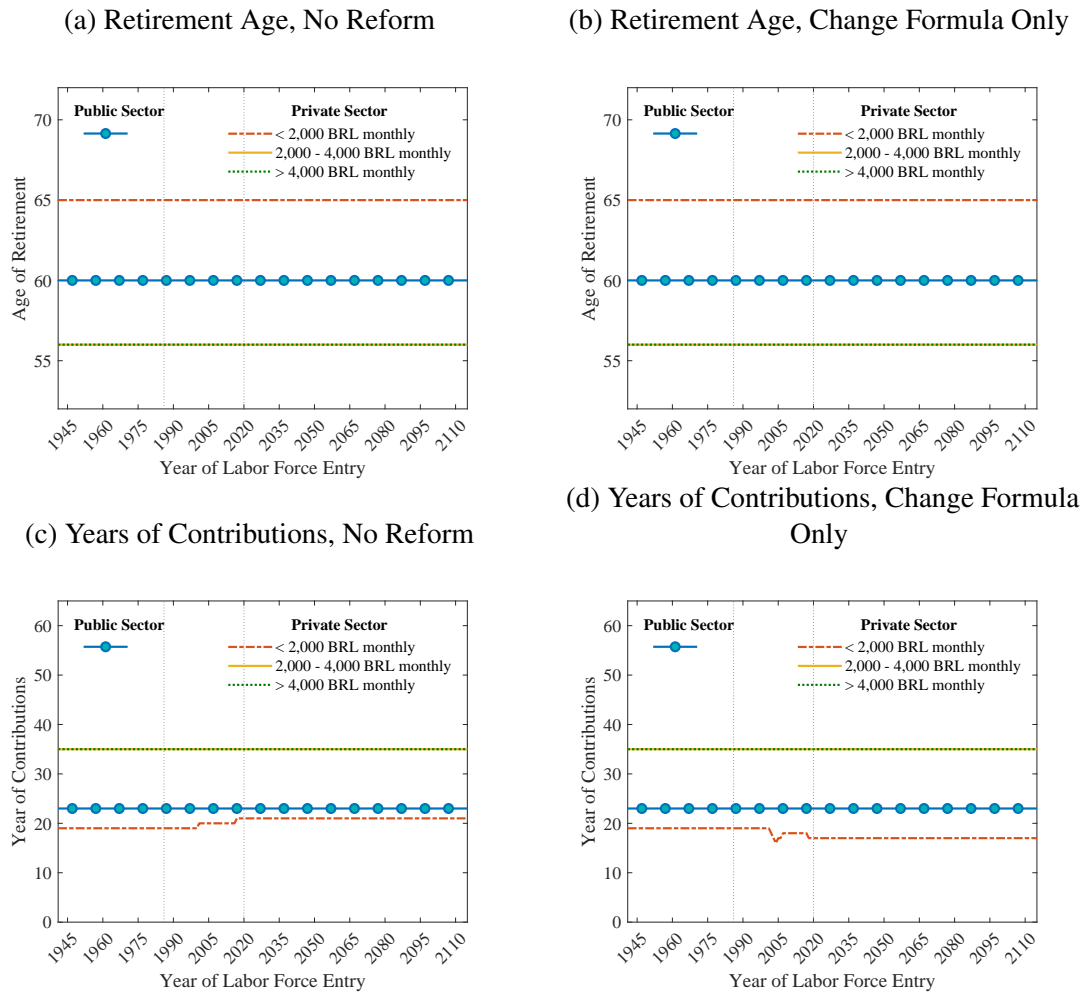 (a) Retirement Age, No Reform
Public Sector
Private Sector
< 2,000 BRL monthly
2,000 - 4,000 BRL monthly
> 4,000 BRL monthly
70
65
60
55
Age of Retirement
1945 1960 1975 1990 2005 2020 2035 2050 2065 2080 2095 2110
Year of Labor Force Entry
(b) Retirement Age, Change Formula Only
Public Sector
Private Sector
< 2,000 BRL monthly
2,000 - 4,000 BRL monthly
> 4,000 BRL monthly
70
65
60
55
Age of Retirement
1945 1960 1975 1990 2005 2020 2035 2050 2065 2080 2095 2110
Year of Labor Force Entry
(c) Years of Contributions, No Reform
Public Sector
Private Sector
< 2,000 BRL monthly
2,000 - 4,000 BRL monthly
> 4,000 BRL monthly
60
50
40
30
20
10
0
Year of Contributions
1945 1960 1975 1990 2005 2020 2035 2050 2065 2080 2095 2110
Year of Labor Force Entry
(d) Years of Contributions, Change Formula
Only
Public Sector
Private Sector
< 2,000 BRL monthly
2,000 - 4,000 BRL monthly
> 4,000 BRL monthly
60
50
40
30
20
10
0
Year of Contributions
1945 1960 1975 1990 2005 2020 2035 2050 2065 2080 2095 2110
Year of Labor Force Entry